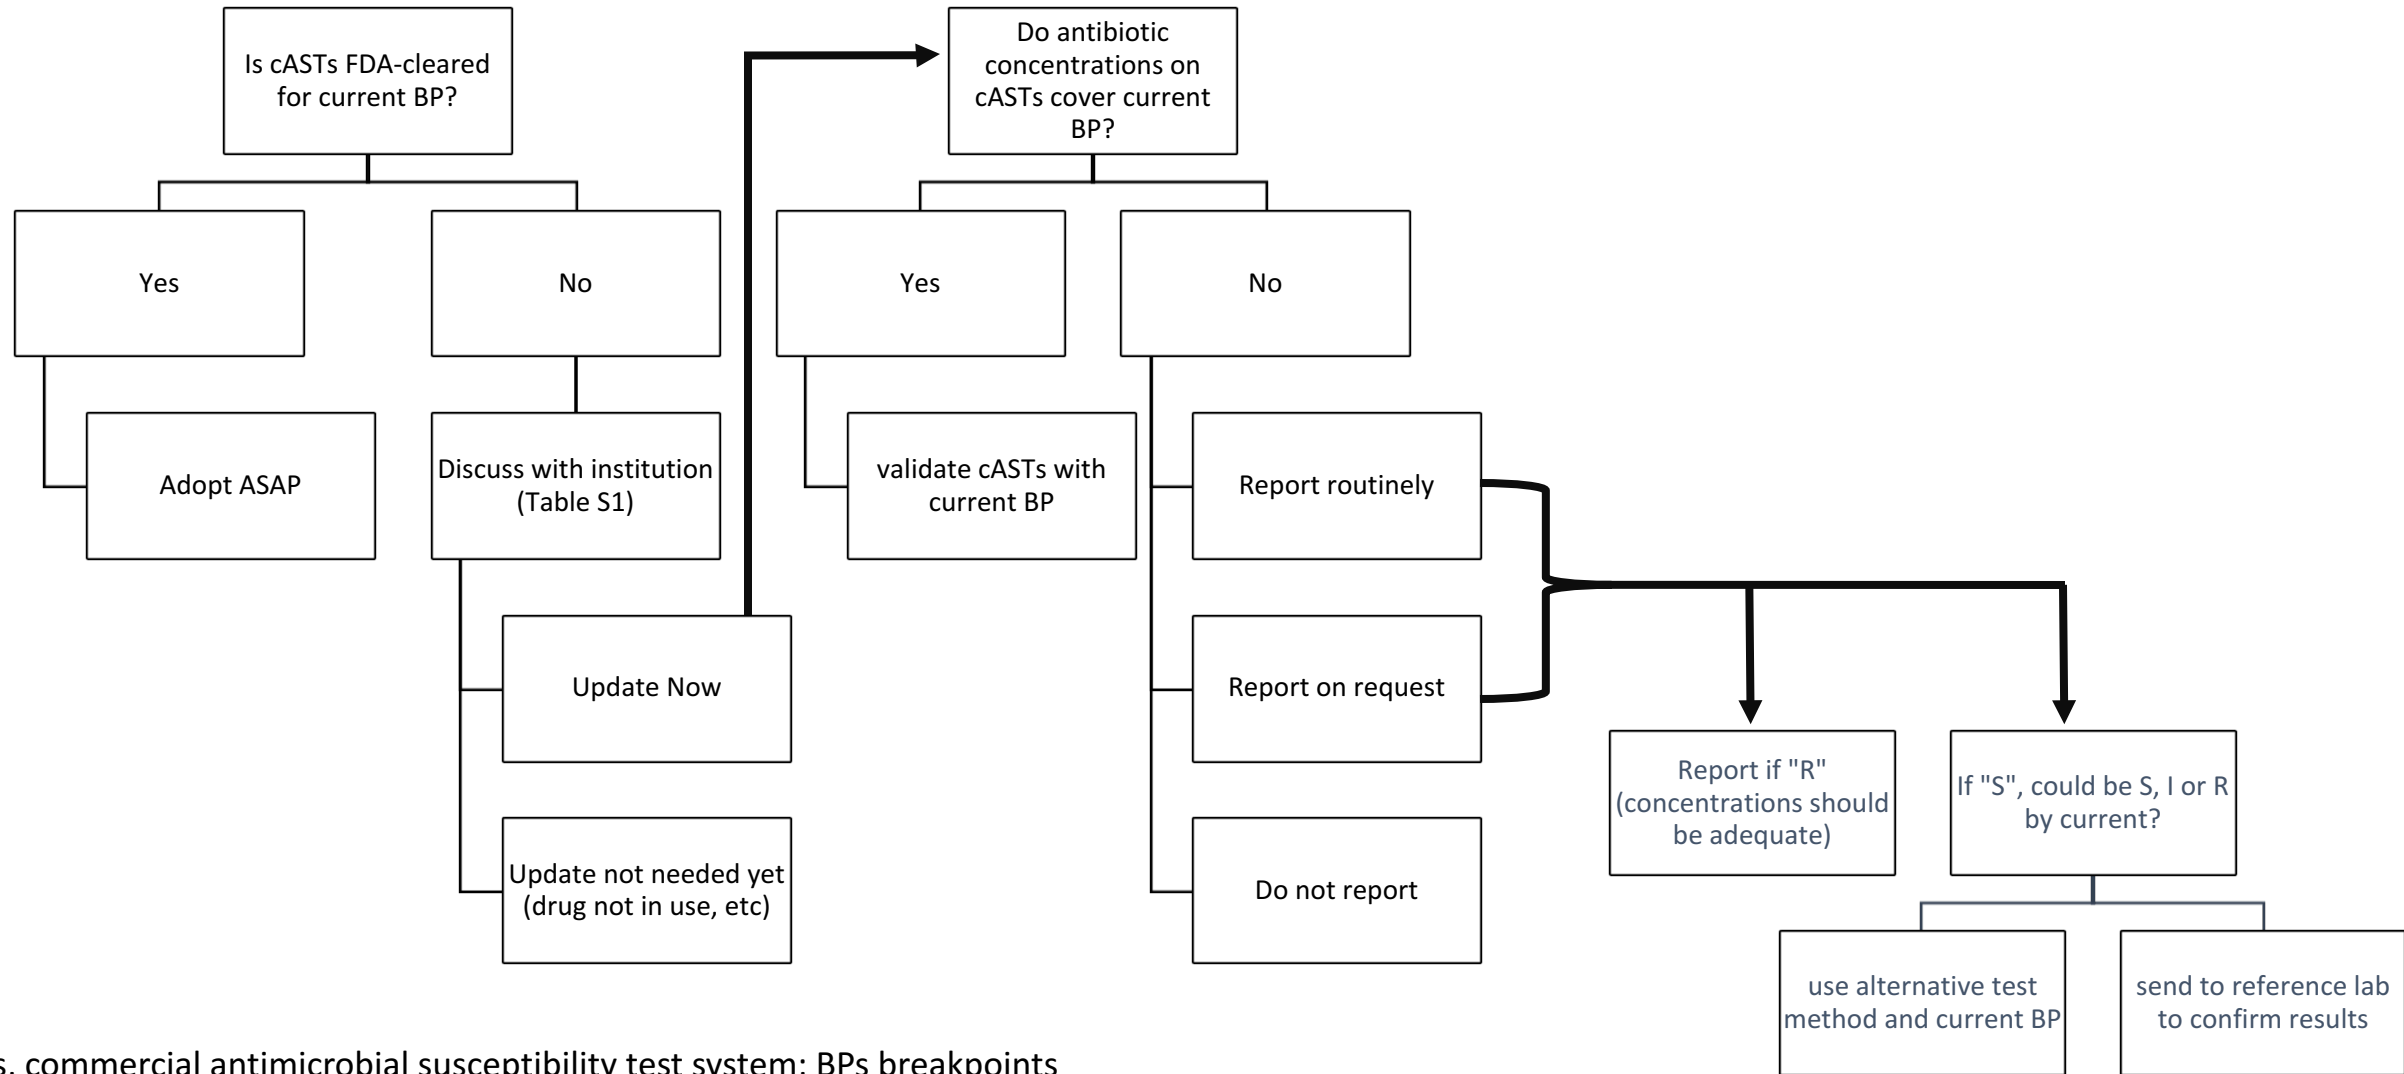 Is cASTs FDA-cleared
for current BP?
Yes
No
Adopt ASAP
Discuss with institution
(Table S1)
Update Now
Update not needed yet
(drug not in use, etc)
Do antibiotic
concentrations on
cASTs cover current
BP?
Yes
No
validate cASTs with
current BP
Report routinely
Report on request
Do not report
Report if "R"
(concentrations should
be adequate)
If "S", could be S, I or R
by current?
use alternative test
method and current BP
send to reference lab
to confirm results
s, commercial antimicrobial susceptibility test system; BPs breakpoints